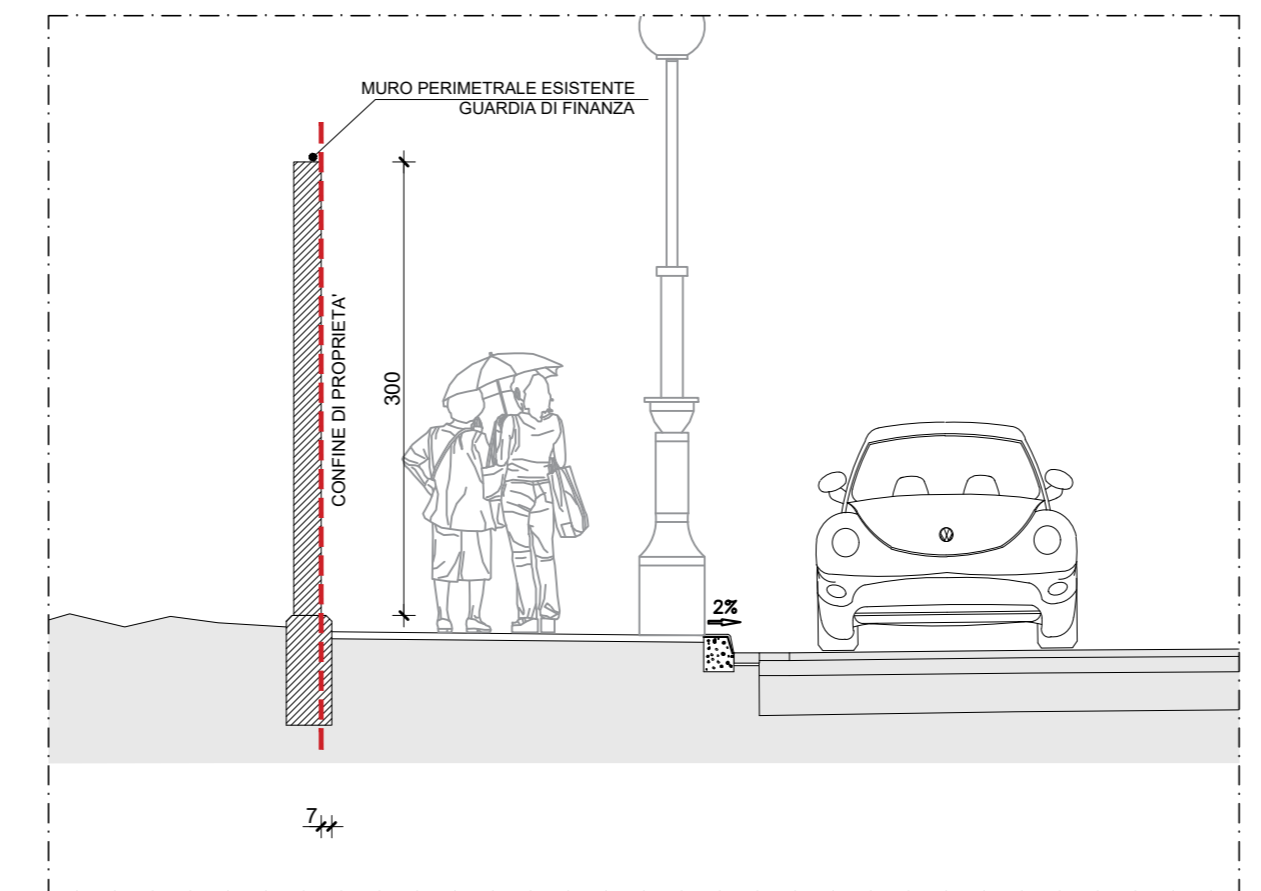 MURO PERIMETRALE ESISTENTE
GUARDIA DI FINANZA
CONFINE DI PROPRIETA'
300
2%
7